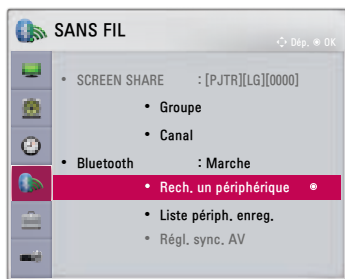 SANS FIL
Dép. OK
• SCREEN SHARE : [PJTR][LG][0000]
• Groupe
• Canal
• Bluetooth : Marche
• Rech. un périphérique
• Liste périph. enreg.
• Régl. sync. AV